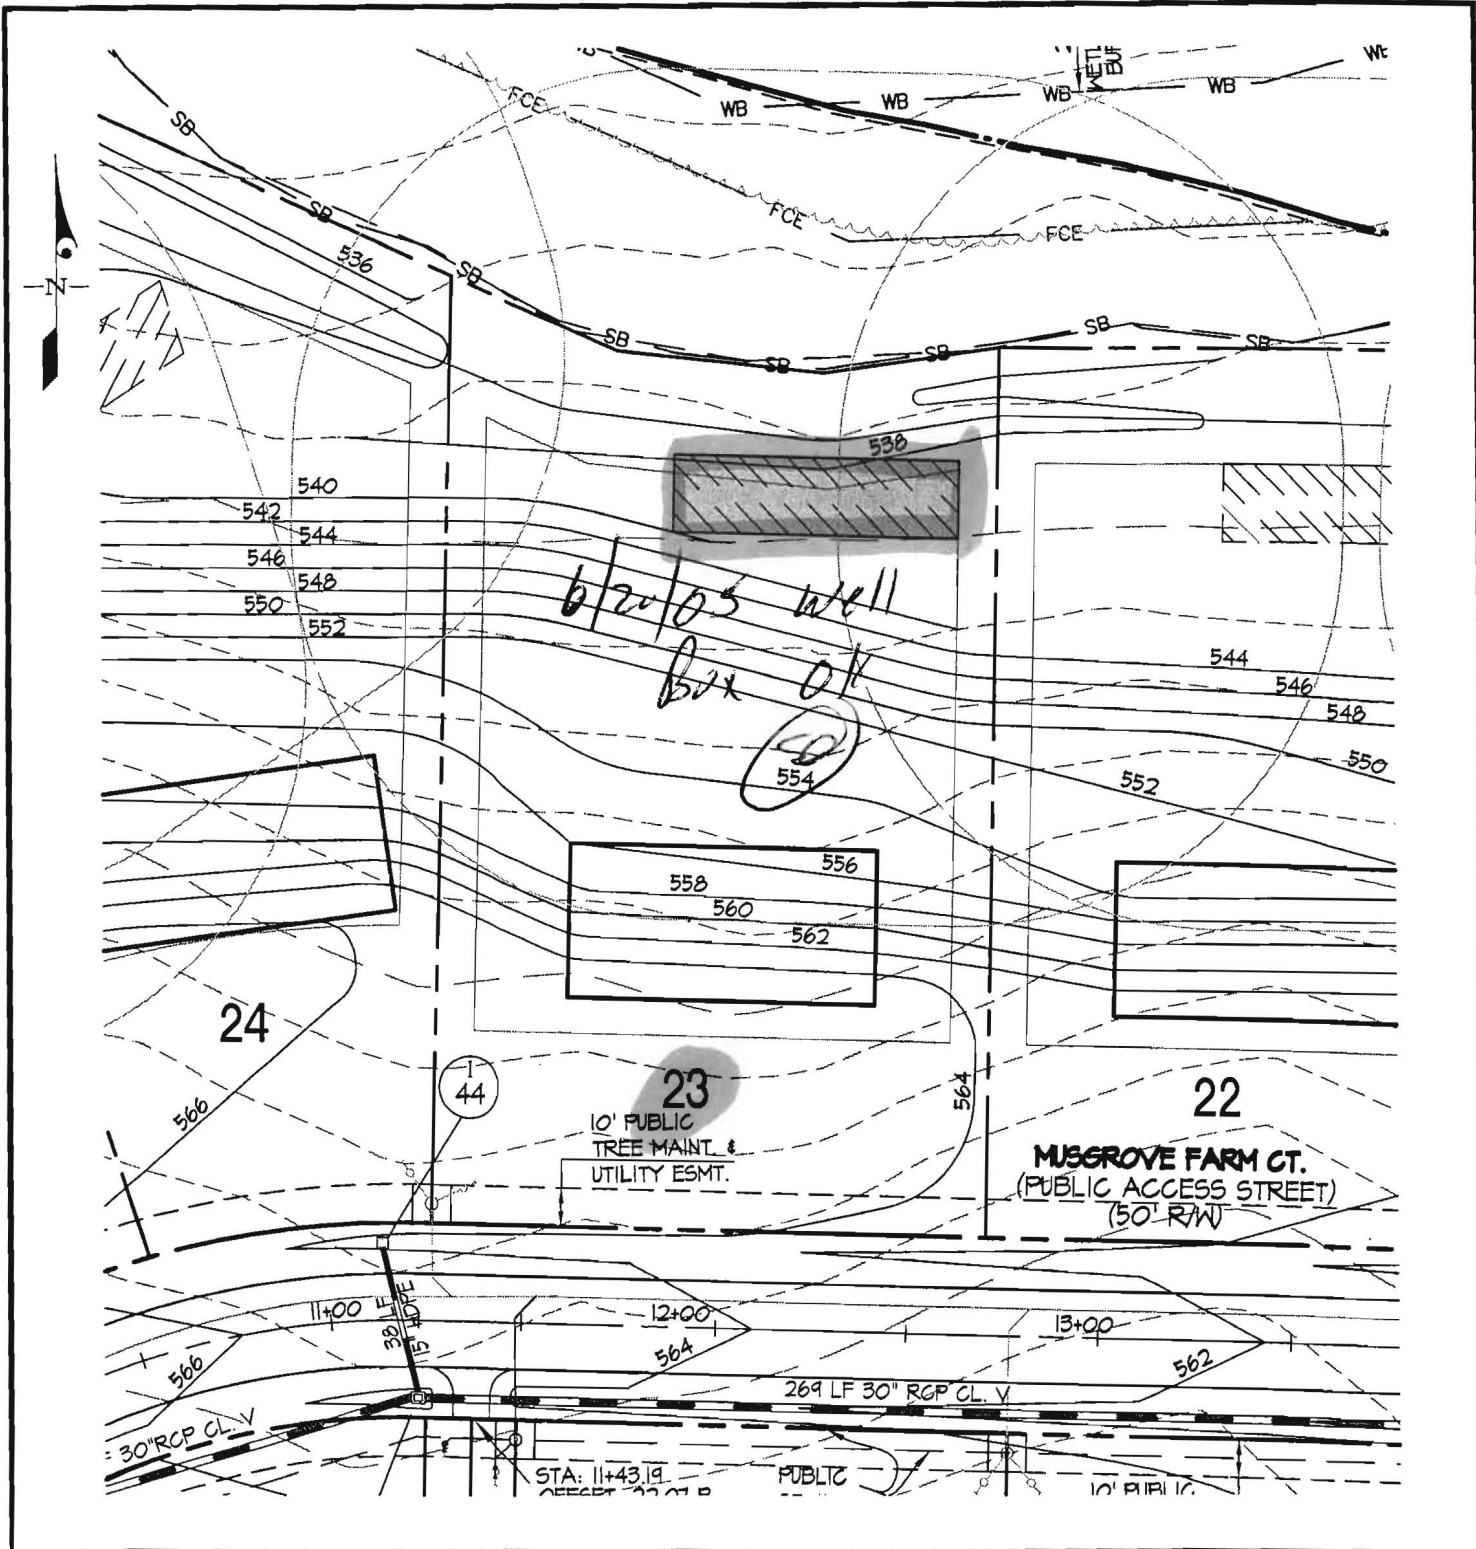 WB
WB
WB
WB
FCE
FCE
FCE
SB
SB
SB
SB
SB
SB
SB
SB
N
536
538
540
542
544
546
548
550
552
6/20/05 Well
Box OK
544
546
548
550
552
554
556
558
560
562
24
23
22
I
44
566
564
10' PUBLIC
TREE MAINT. &
UTILITY ESMT.
MUSGROVE FARM CT.
(PUBLIC ACCESS STREET)
(50' R/W)
11+00
12+00
13+00
38 LF
15" HDPE
566
564
562
269 LF 30" RCP CL. V
30" RCP CL. V
STA: 11+43.19
PUBLIC
10' PUBLIC